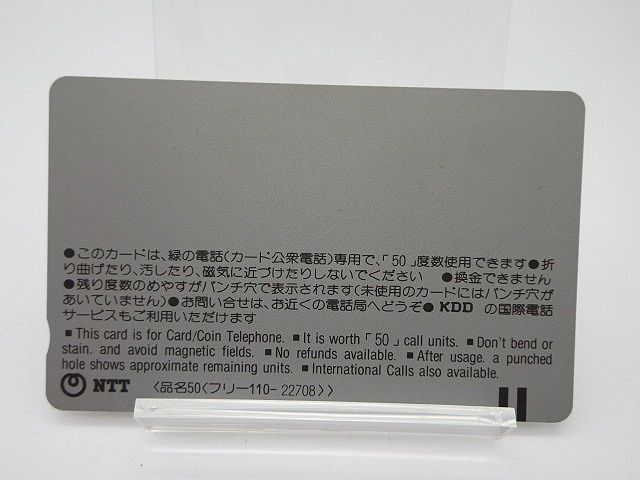 ●このカードは、緑の電話(カード公衆電話)専用で、「50」度数使用できます●折
り曲げたり、汚したり、磁気に近づけたりしないでください ●換金できません
●残り度数のめやすがパンチ穴で表示されます(未使用のカードにはパンチ穴が
あいていません)●お問い合せは、お近くの電話局へどうぞ● KDD の国際電話
サービスもご利用いただけます
■ This card is for Card/Coin Telephone. ■ It is worth「50」call units. ■ Don't bend or
stain. and avoid magnetic fields. ■ No refunds available. ■ After usage. a punched
hole shows approximate remaining units. ■ International Calls also available.
NTT 〈品名50〈フリー110-22708〉〉